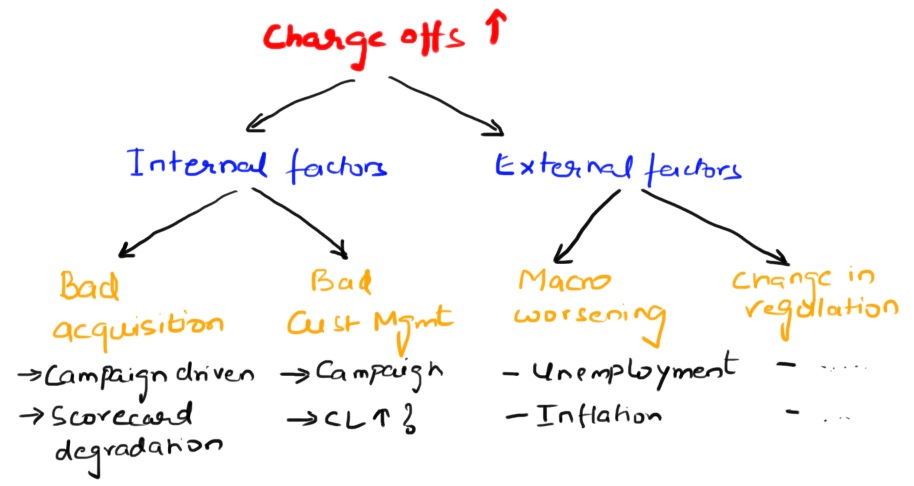 Charge offs ↑
Internal factors
External factors
Bad
acquisition
→ Campaign driven
→ Scorecard
degradation
Bad
Cust Mgmt
→ Campaign
→ CL ↑ ?
Macro
worsening
- Unemployment
- Inflation
Change in
regulation
- .....
- ...